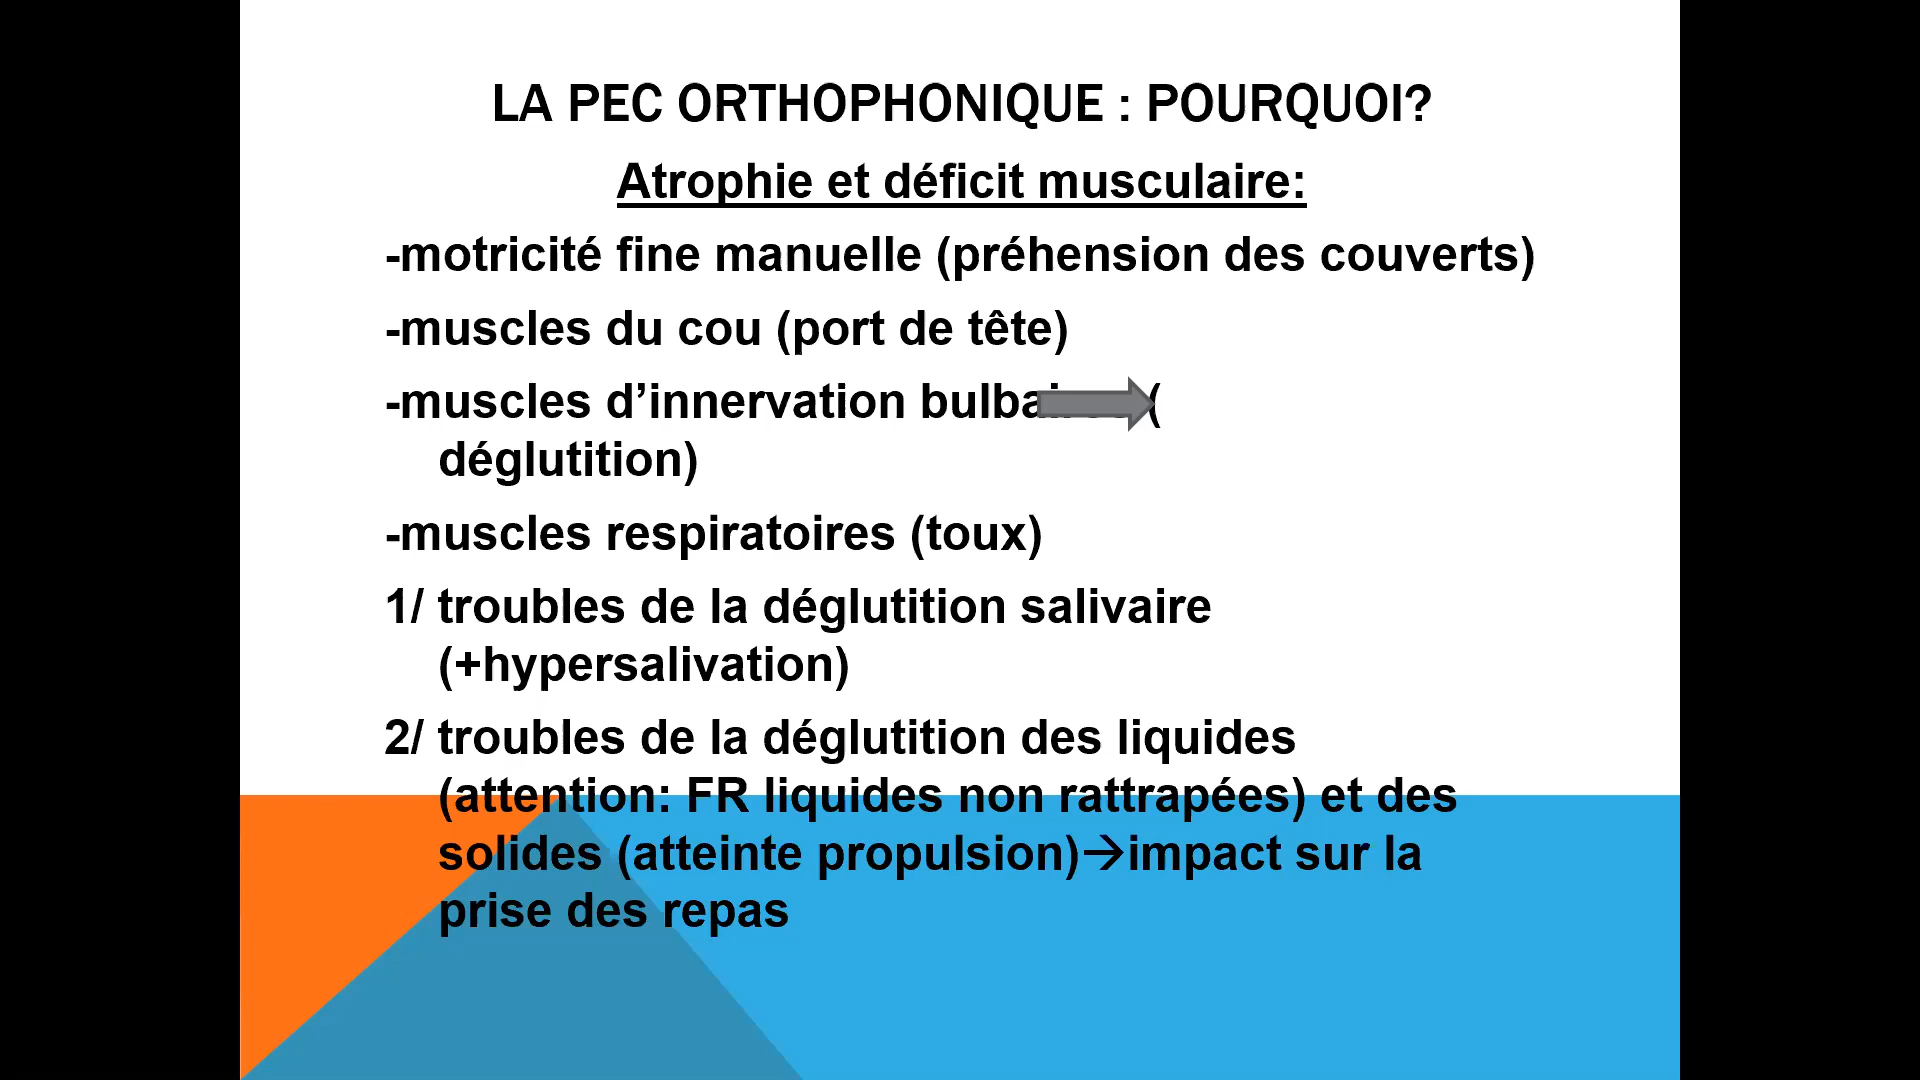 LA PEC ORTHOPHONIQUE : POURQUOI?
Atrophie et déficit musculaire:
-motricité fine manuelle (préhension des couverts)
-muscles du cou (port de tête)
-muscles d’innervation (
déglutition)
-muscles respiratoires (toux)
1/ troubles de la déglutition salivaire
(+hypersalivation)
2/ troubles de la déglutition des liquides
(attention: FR liquides non rattrapées) et des
solides (atteinte propulsion)→impact sur la
prise des repas